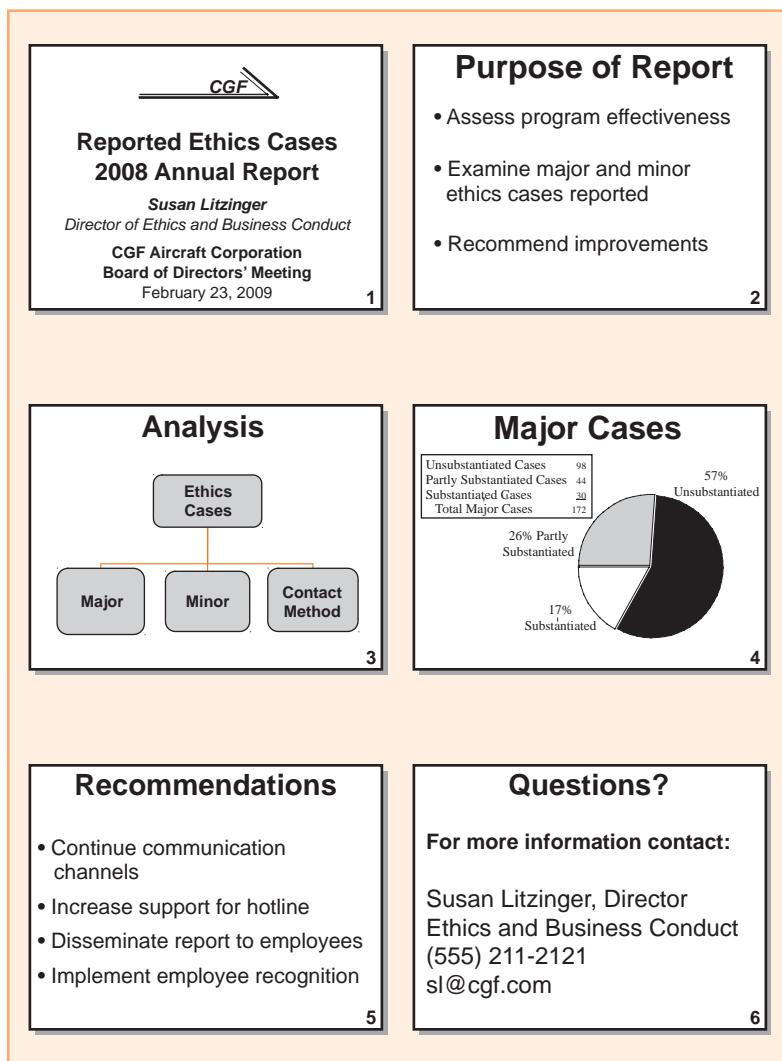 CGF
Reported Ethics Cases
2008 Annual Report
Susan Litzinger
Director of Ethics and Business Conduct
CGF Aircraft Corporation
Board of Directors' Meeting
February 23, 2009
1
Purpose of Report
• Assess program effectiveness
• Examine major and minor
ethics cases reported
• Recommend improvements
2
Analysis
Ethics
Cases
Major
Minor
Contact
Method
3
Major Cases
Unsubstantiated Cases 98
Partly Substantiated Cases 44
Substantiated Gases 30
Total Major Cases 172
57%
Unsubstantiated
26% Partly
Substantiated
17%
Substantiated
4
Recommendations
• Continue communication
channels
• Increase support for hotline
• Disseminate report to employees
• Implement employee recognition
5
Questions?
For more information contact:
Susan Litzinger, Director
Ethics and Business Conduct
(555) 211-2121
sl@cgf.com
6